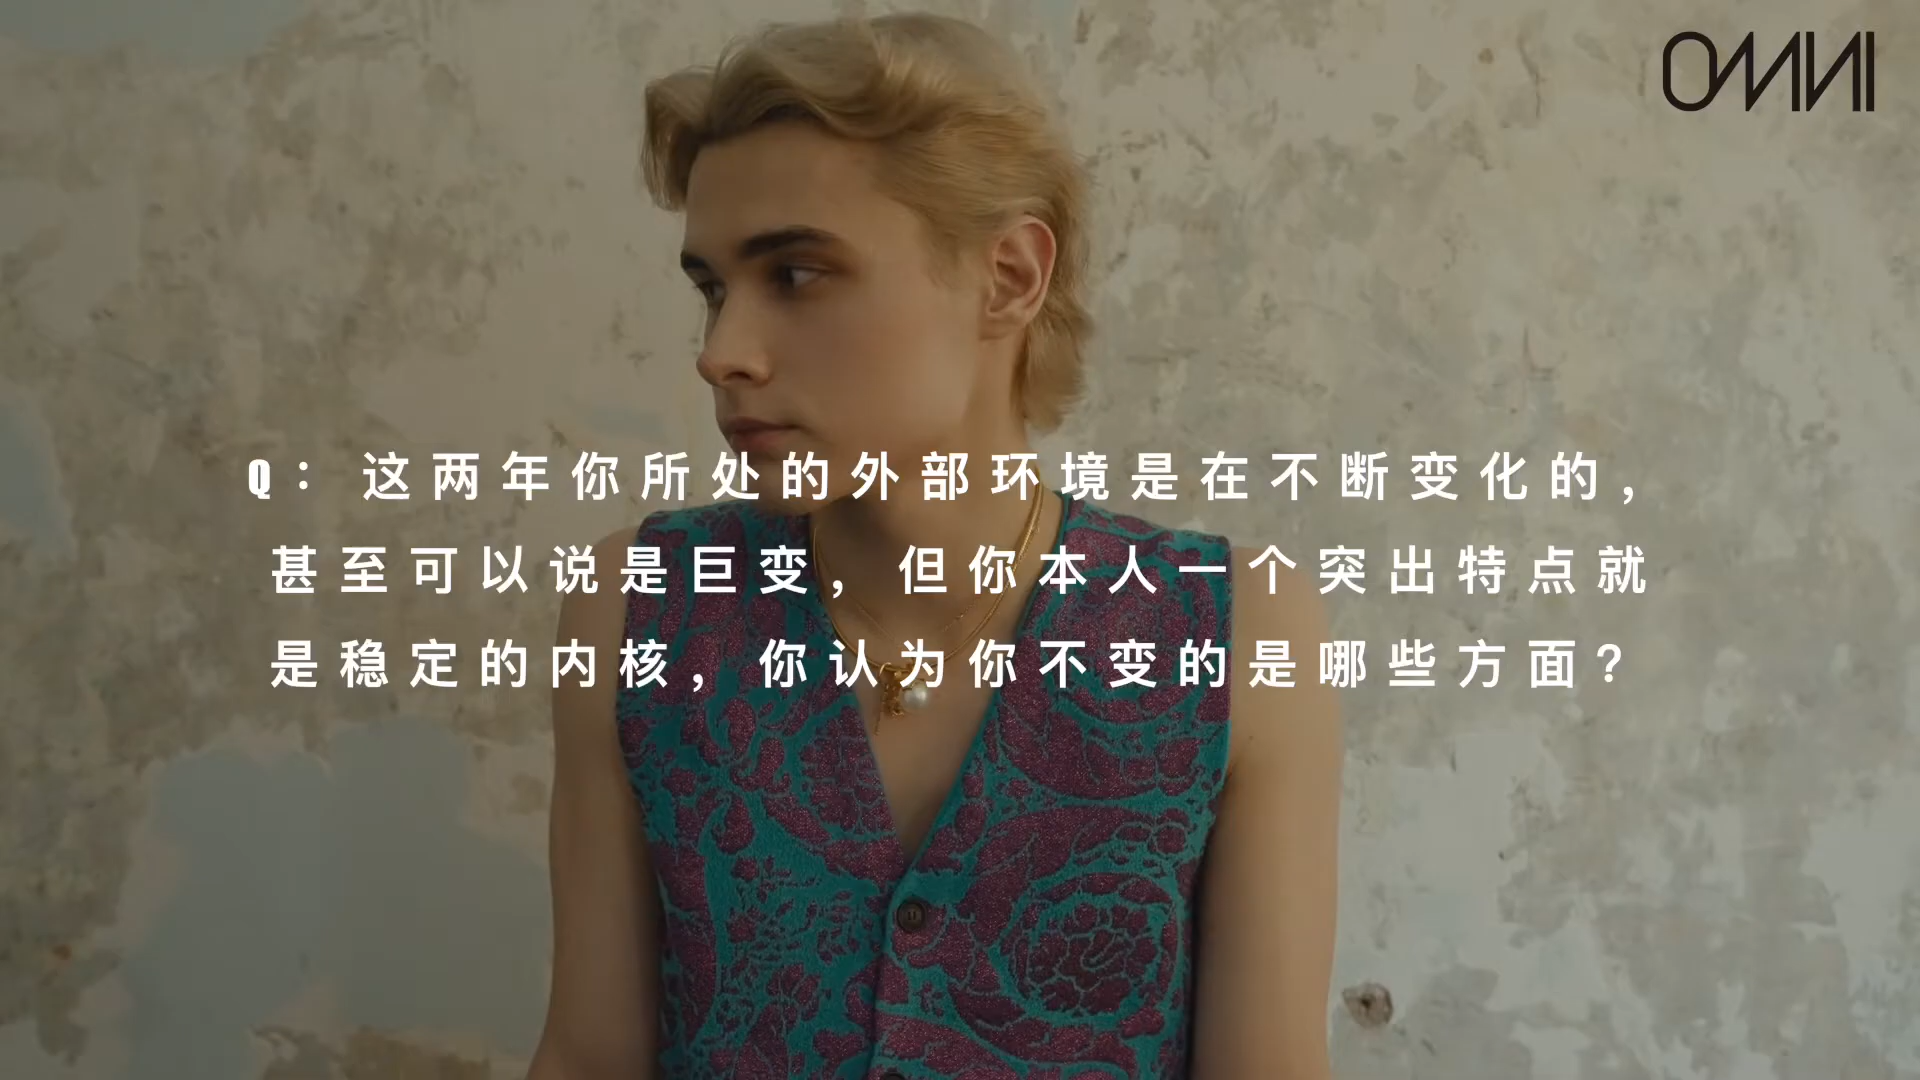 OMNI
Q：这两年你所处的外部环境是在不断变化的，
甚至可以说是巨变，但你本人一个突出特点就
是稳定的内核，你认为你不变的是哪些方面？